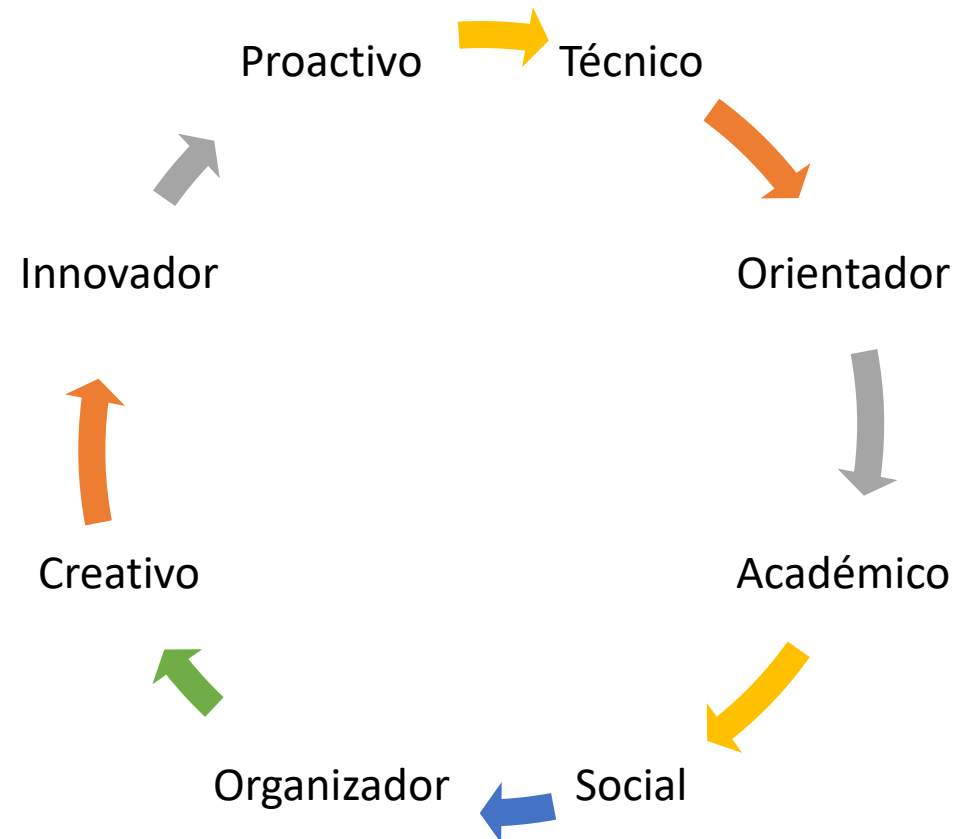 Proactivo
Técnico
Orientador
Académico
Social
Organizador
Creativo
Innovador